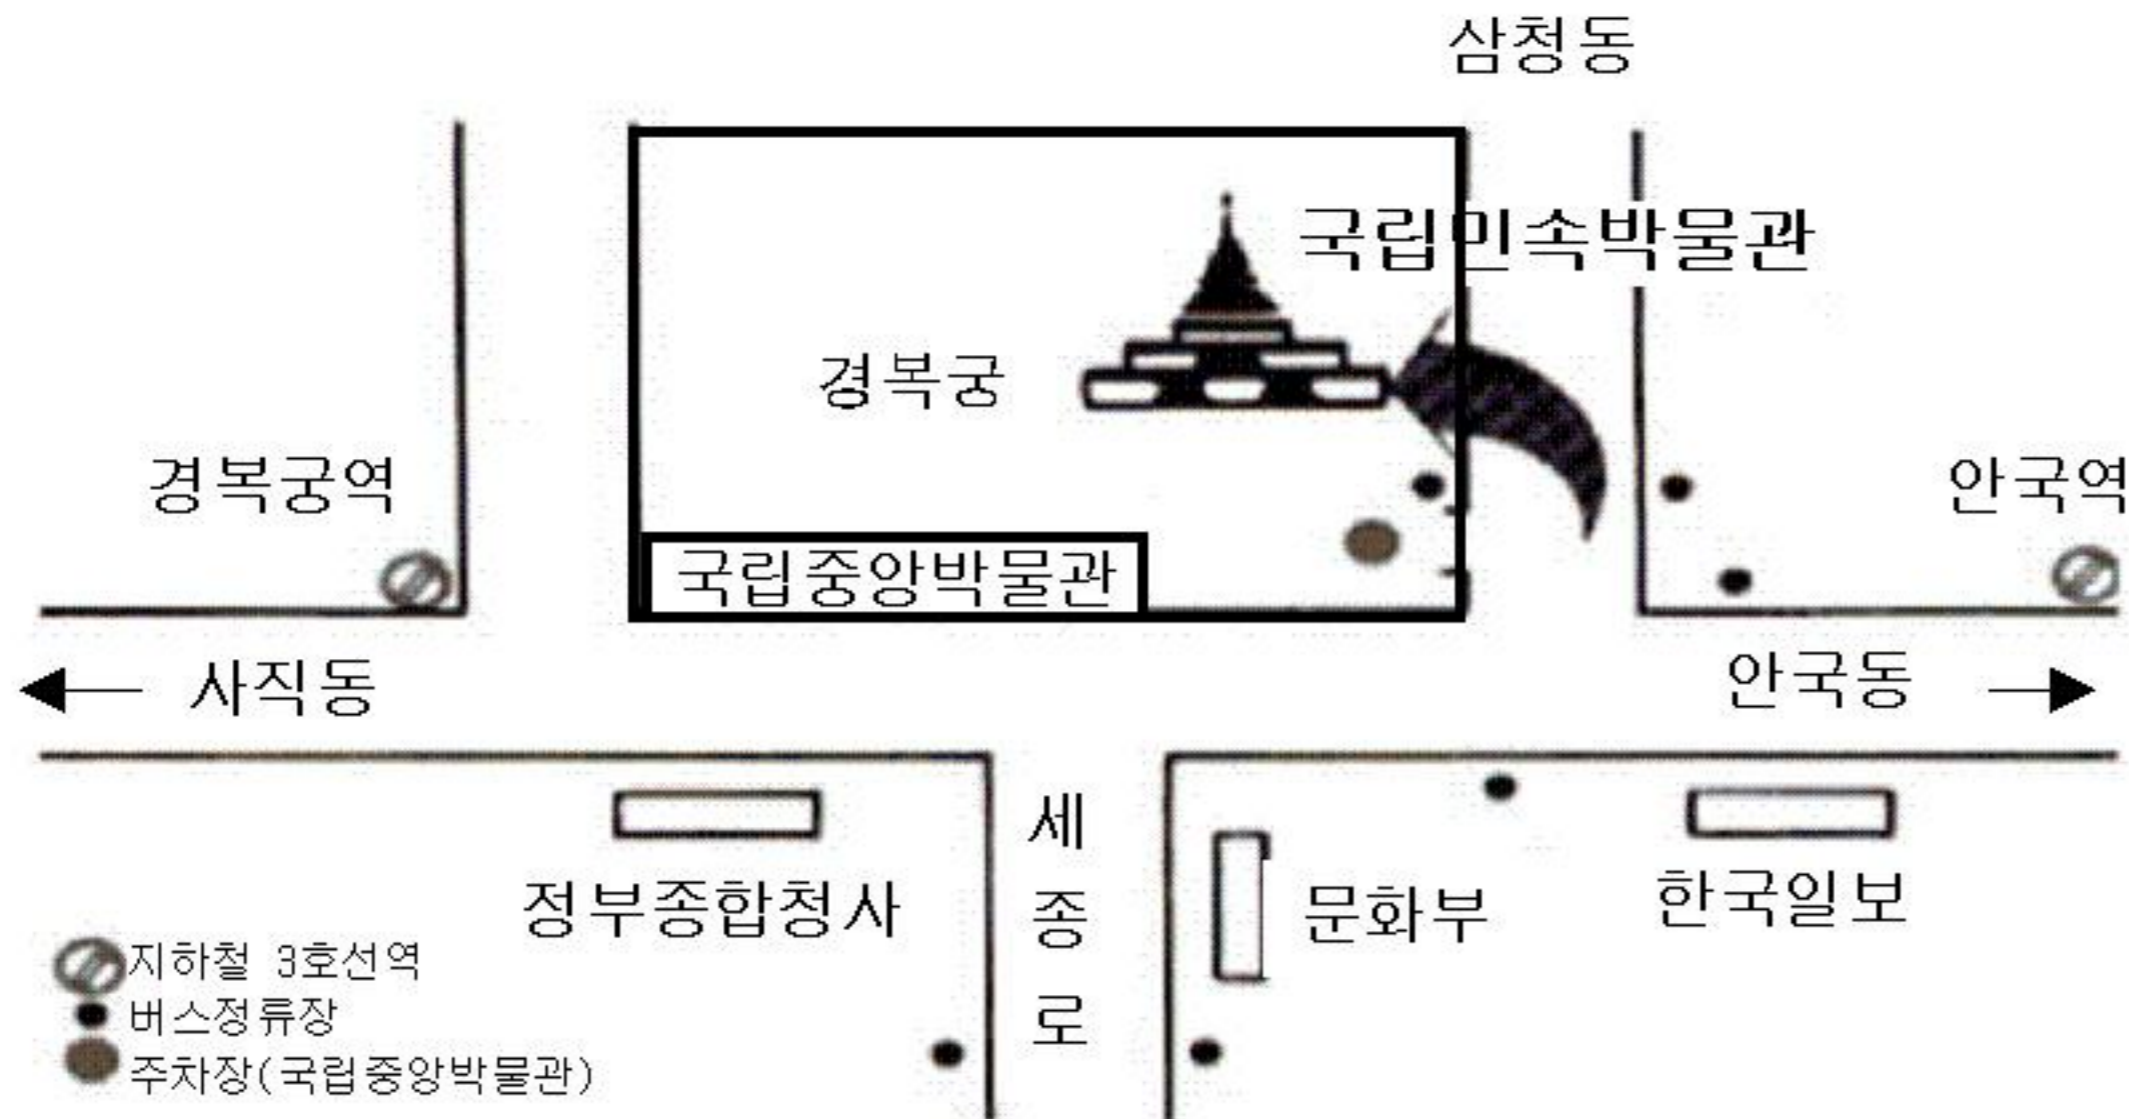 삼청동
국립민속박물관
경복궁
경복궁역
안국역
국립중앙박물관
사직동
안국동
세종로
정부종합청사
문화부
한국일보
지하철 3호선역
버스정류장
주차장(국립중앙박물관)